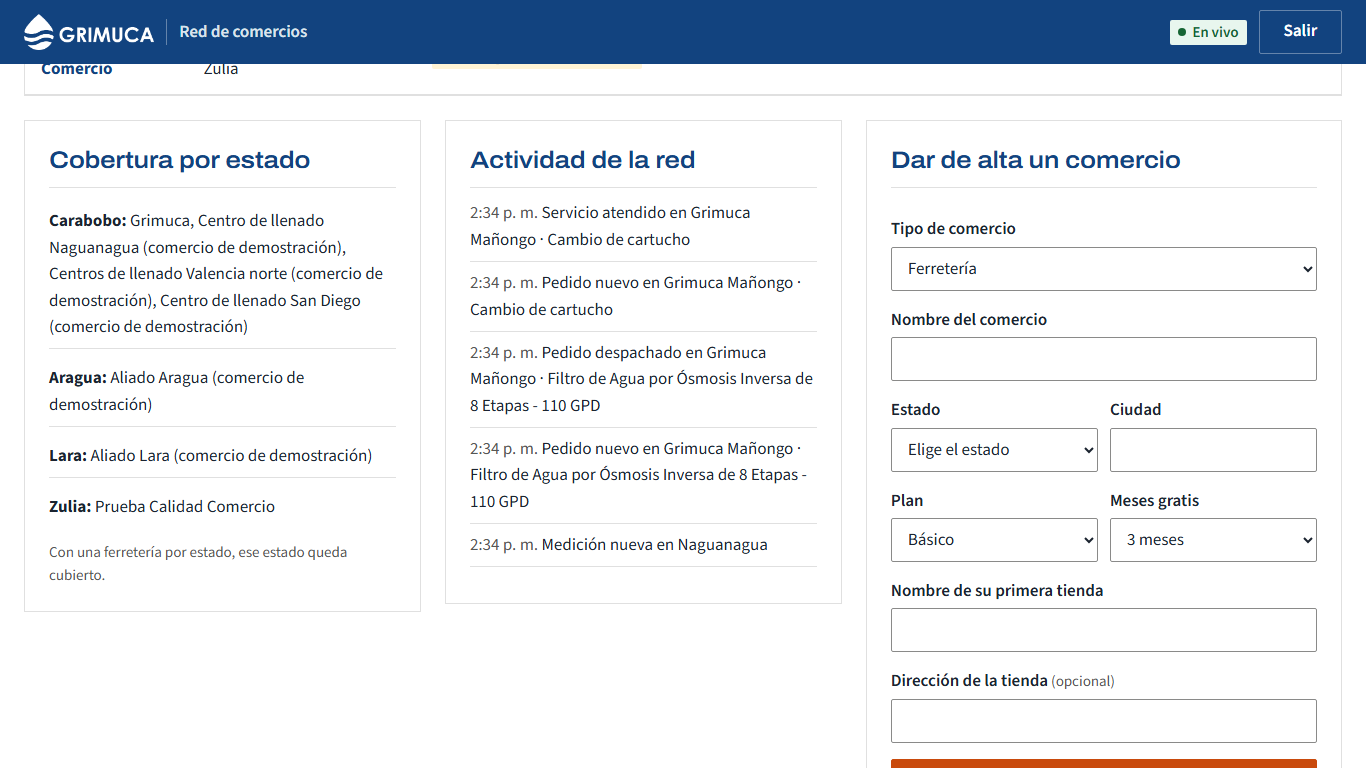 GRIMUCA
Red de comercios
En vivo
Salir
Comercio
Zulia
Cobertura por estado
Carabobo: Grimuca, Centro de llenado
Naguanagua (comercio de demostración),
Centros de llenado Valencia norte (comercio de
demostración), Centro de llenado San Diego
(comercio de demostración)
Aragua: Aliado Aragua (comercio de
demostración)
Lara: Aliado Lara (comercio de demostración)
Zulia: Prueba Calidad Comercio
Con una ferretería por estado, ese estado queda
cubierto.
Actividad de la red
2:34 p. m. Servicio atendido en Grimuca
Mañongo · Cambio de cartucho
2:34 p. m. Pedido nuevo en Grimuca Mañongo ·
Cambio de cartucho
2:34 p. m. Pedido despachado en Grimuca
Mañongo · Filtro de Agua por Ósmosis Inversa de
8 Etapas - 110 GPD
2:34 p. m. Pedido nuevo en Grimuca Mañongo ·
Filtro de Agua por Ósmosis Inversa de 8 Etapas -
110 GPD
2:34 p. m. Medición nueva en Naguanagua
Dar de alta un comercio
Tipo de comercio
Ferretería
Nombre del comercio
Estado
Ciudad
Elige el estado
Plan
Meses gratis
Básico
3 meses
Nombre de su primera tienda
Dirección de la tienda (opcional)